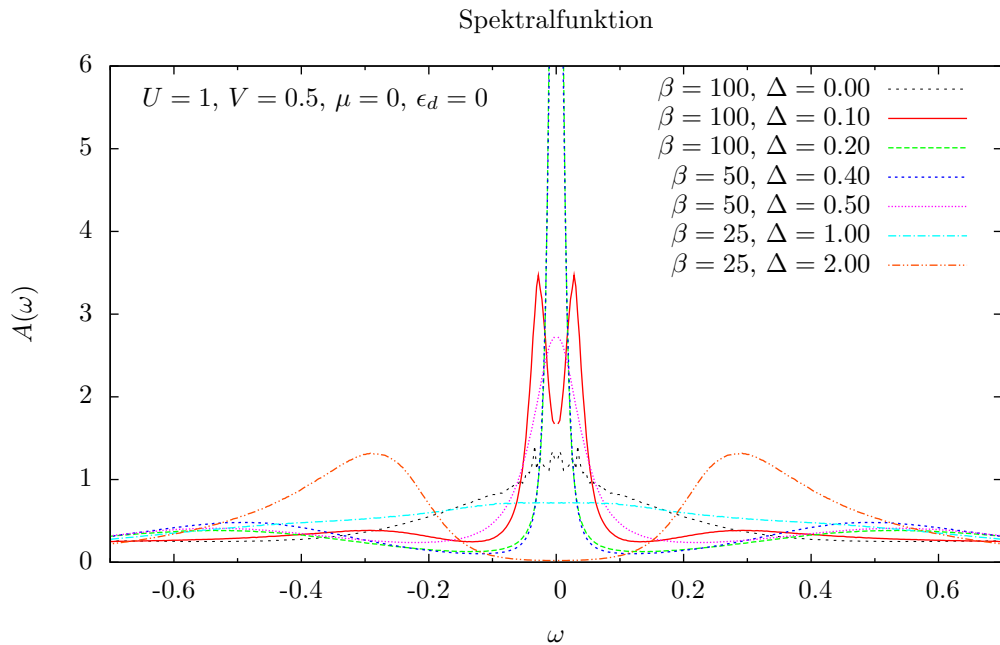 Spektralfunktion
6
5
4
3
2
1
0
A(ω)
U = 1, V = 0.5, μ = 0, ϵ_d = 0
β = 100, Δ = 0.00
β = 100, Δ = 0.10
β = 100, Δ = 0.20
β = 50, Δ = 0.40
β = 50, Δ = 0.50
β = 25, Δ = 1.00
β = 25, Δ = 2.00
-0.6 -0.4 -0.2 0 0.2 0.4 0.6
ω